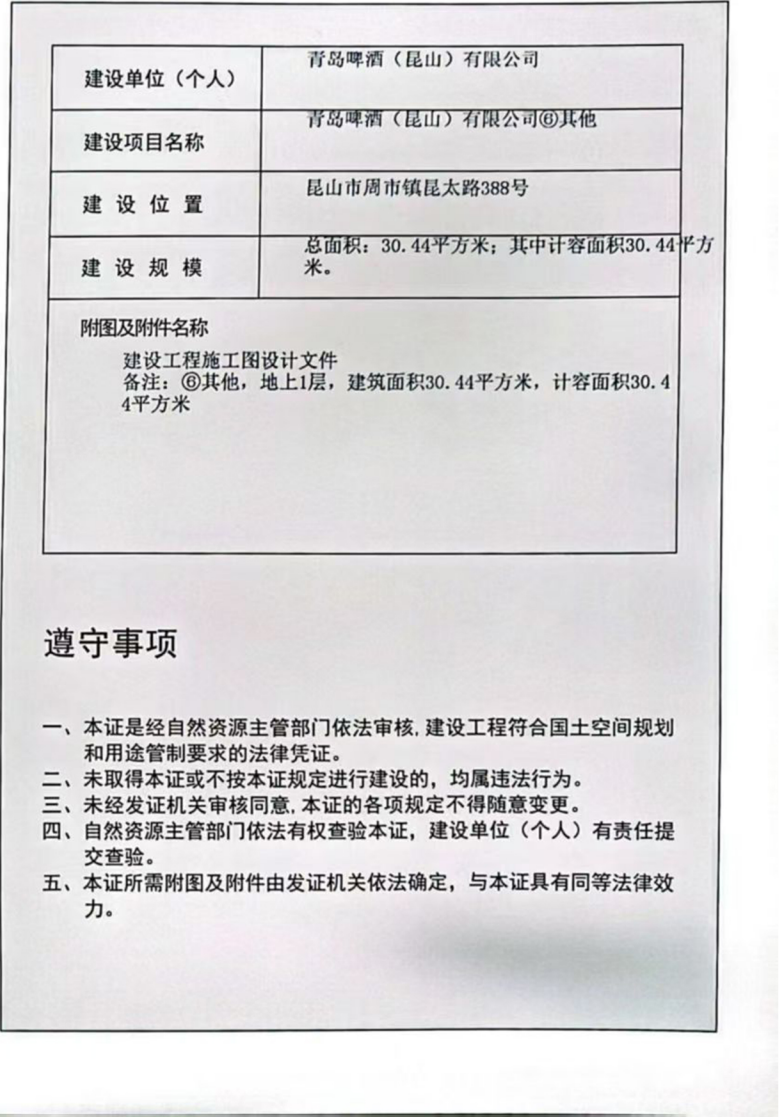 建设单位（个人）
青岛啤酒（昆山）有限公司
建设项目名称
青岛啤酒（昆山）有限公司⑥其他
建设位置
昆山市周市镇昆太路388号
建设规模
总面积：30.44平方米；其中计容面积30.44平方
米。
附图及附件名称
建设工程施工图设计文件
备注：⑥其他，地上1层，建筑面积30.44平方米，计容面积30.4
4平方米
遵守事项
一、本证是经自然资源主管部门依法审核,建设工程符合国土空间规划
和用途管制要求的法律凭证。
二、未取得本证或不按本证规定进行建设的，均属违法行为。
三、未经发证机关审核同意,本证的各项规定不得随意变更。
四、自然资源主管部门依法有权查验本证，建设单位（个人）有责任提
交查验。
五、本证所需附图及附件由发证机关依法确定，与本证具有同等法律效
力。